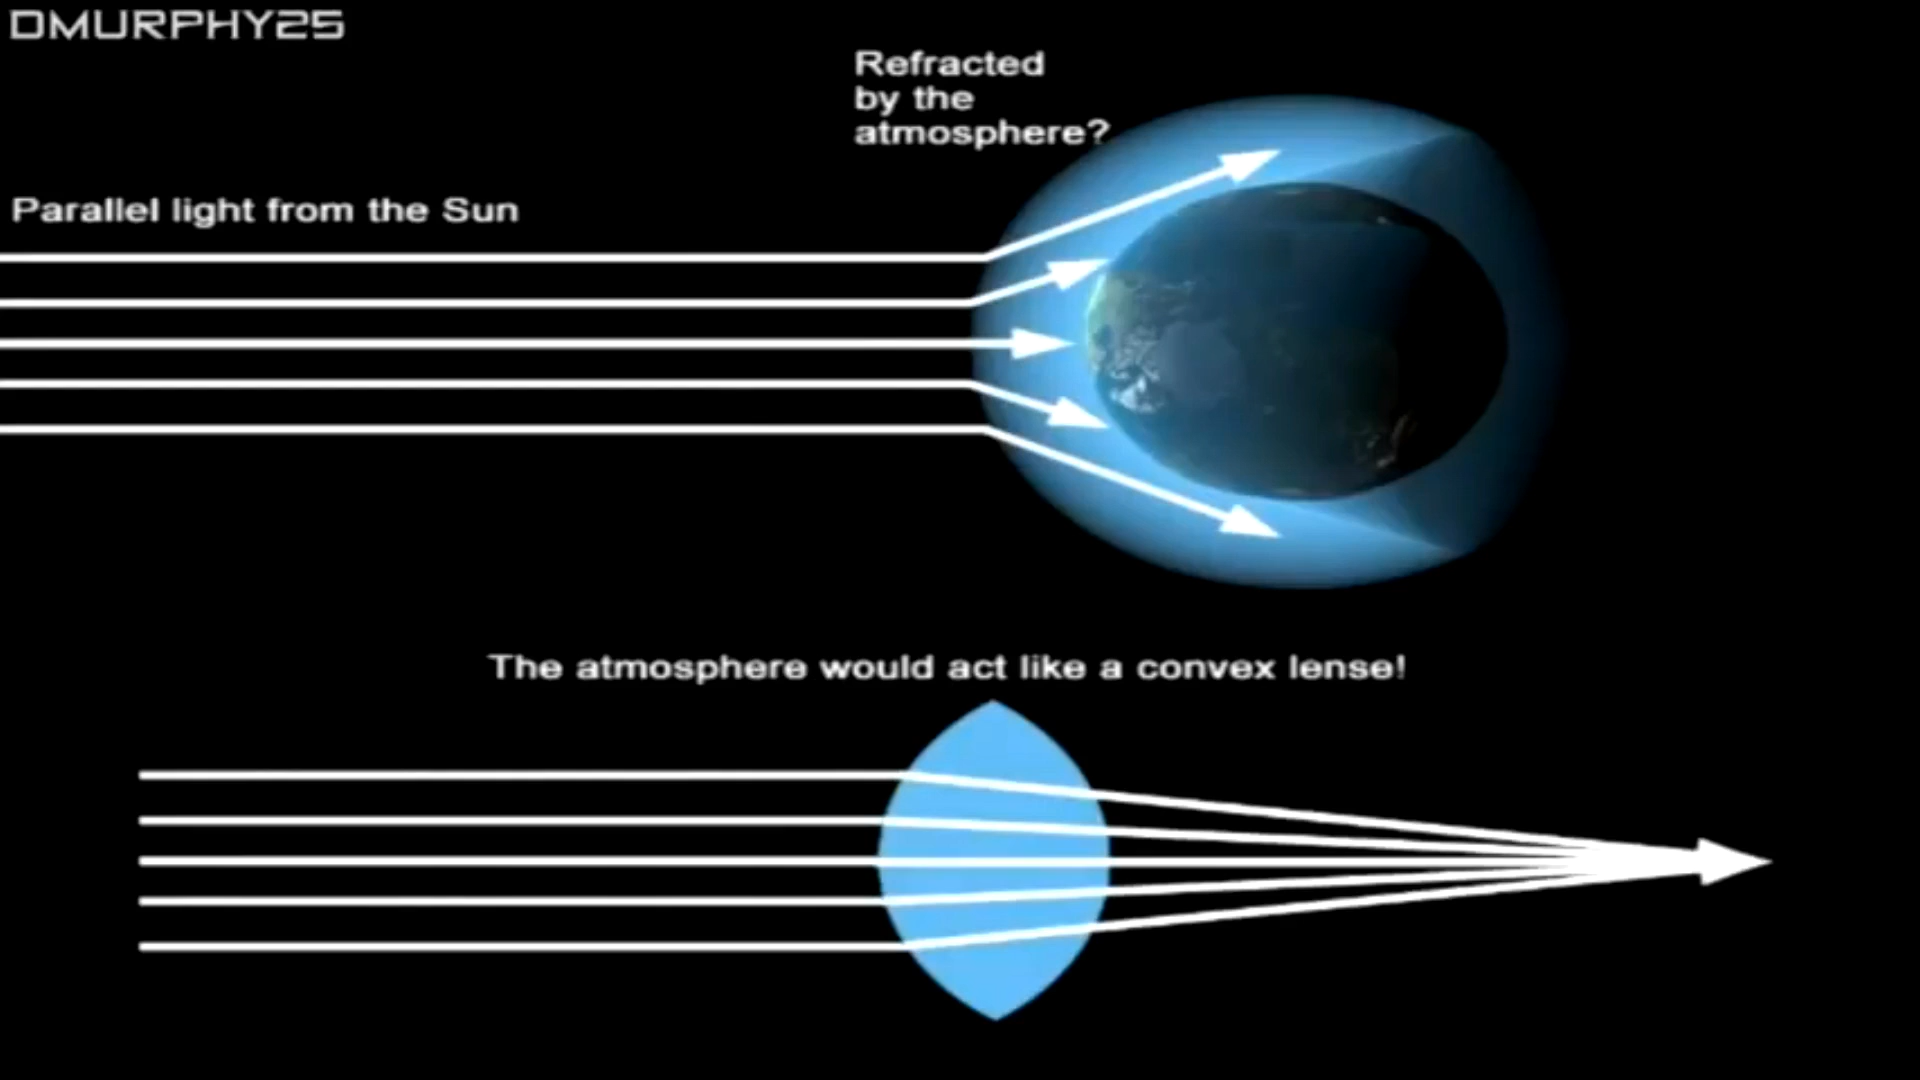 DMURPHY25
Refracted
by the
atmosphere?
Parallel light from the Sun
The atmosphere would act like a convex lense!